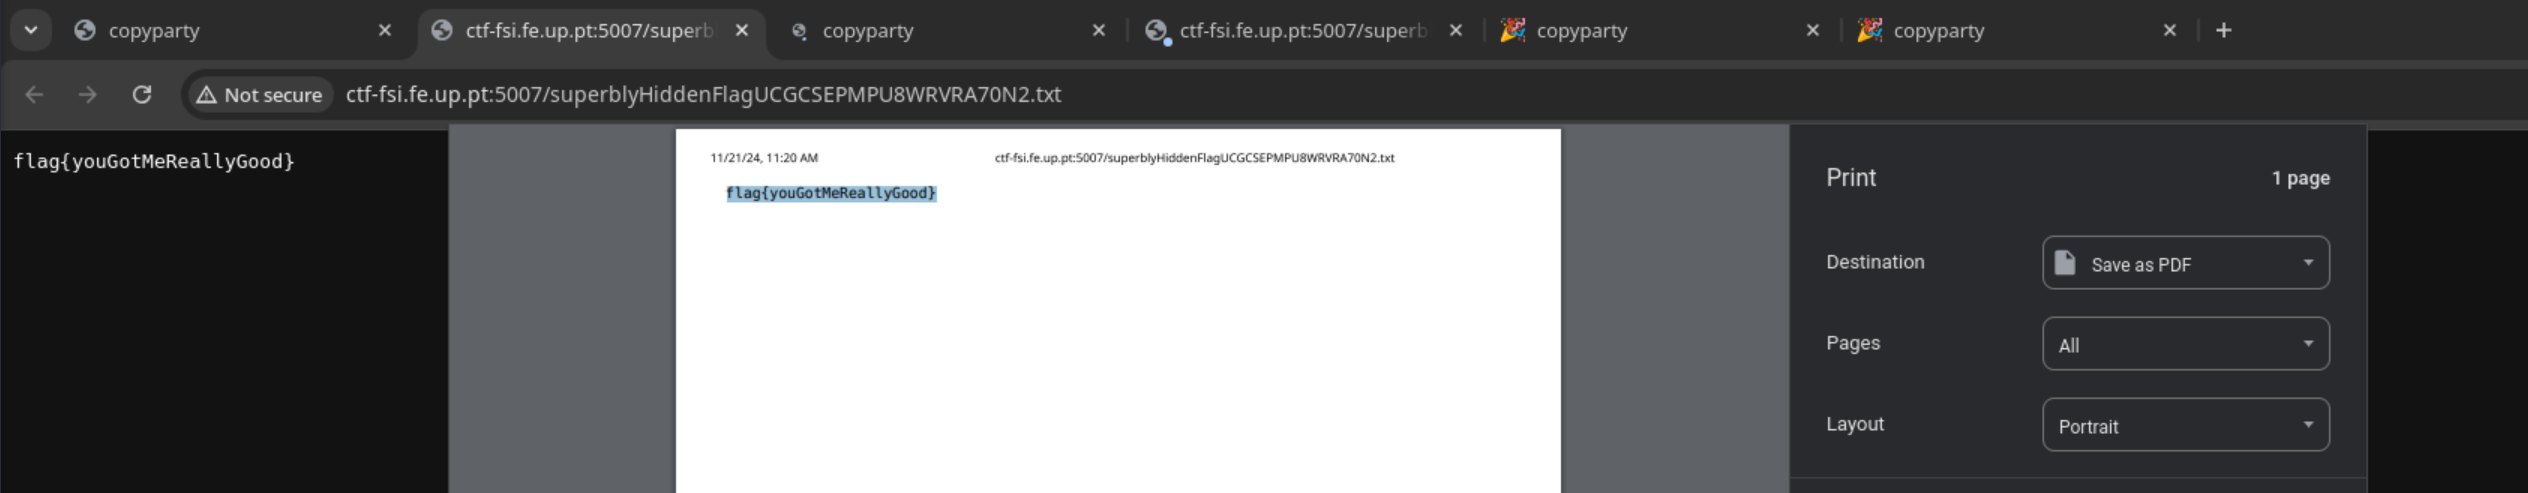 copyparty
ctf-fsi.fe.up.pt:5007/superb
copyparty
ctf-fsi.fe.up.pt:5007/superb
copyparty
copyparty
Not secure
ctf-fsi.fe.up.pt:5007/superblyHiddenFlagUCGCSEPMPU8WRVRA70N2.txt
flag{youGotMeReallyGood}
11/21/24, 11:20 AM
ctf-fsi.fe.up.pt:5007/superblyHiddenFlagUCGCSEPMPU8WRVRA70N2.txt
flag{youGotMeReallyGood}
Print
1 page
Destination
Save as PDF
Pages
All
Layout
Portrait